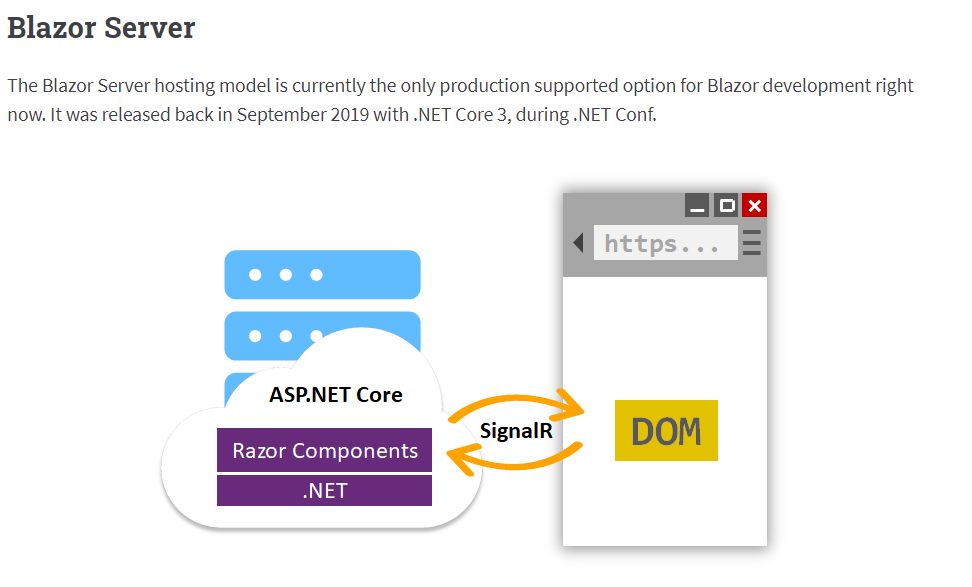 Blazor Server
The Blazor Server hosting model is currently the only production supported option for Blazor development right
now. It was released back in September 2019 with .NET Core 3, during .NET Conf.
https...
ASP.NET Core
SignalR
DOM
Razor Components
.NET